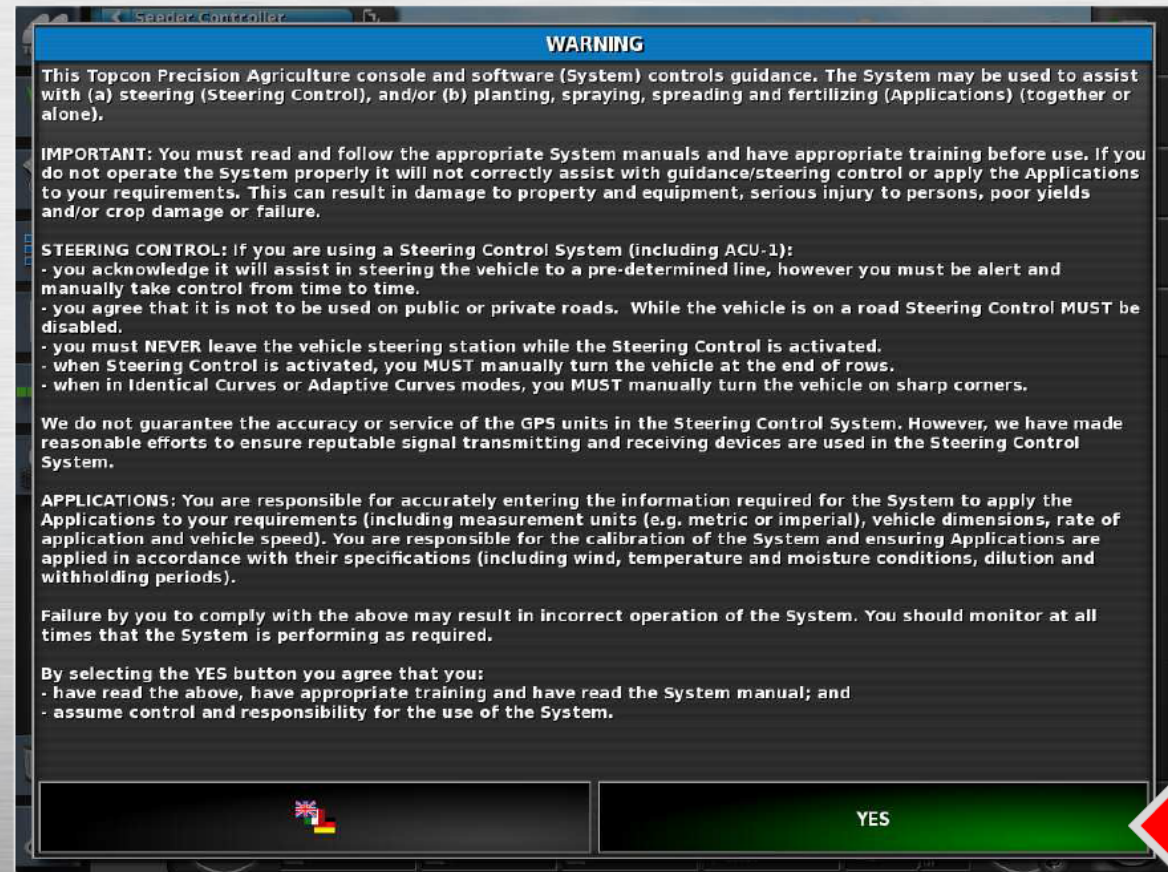 Seeder Controller
WARNING
This Topcon Precision Agriculture console and software (System) controls guidance. The System may be used to assist
with (a) steering (Steering Control), and/or (b) planting, spraying, spreading and fertilizing (Applications) (together or
alone).
IMPORTANT: You must read and follow the appropriate System manuals and have appropriate training before use. If you
do not operate the System properly it will not correctly assist with guidance/steering control or apply the Applications
to your requirements. This can result in damage to property and equipment, serious injury to persons, poor yields
and/or crop damage or failure.
STEERING CONTROL: If you are using a Steering Control System (including ACU-1):
- you acknowledge it will assist in steering the vehicle to a pre-determined line, however you must be alert and
manually take control from time to time.
- you agree that it is not to be used on public or private roads. While the vehicle is on a road Steering Control MUST be
disabled.
- you must NEVER leave the vehicle steering station while the Steering Control is activated.
- when Steering Control is activated, you MUST manually turn the vehicle at the end of rows.
- when in Identical Curves or Adaptive Curves modes, you MUST manually turn the vehicle on sharp corners.
We do not guarantee the accuracy or service of the GPS units in the Steering Control System. However, we have made
reasonable efforts to ensure reputable signal transmitting and receiving devices are used in the Steering Control
System.
APPLICATIONS: You are responsible for accurately entering the information required for the System to apply the
Applications to your requirements (including measurement units (e.g. metric or imperial), vehicle dimensions, rate of
application and vehicle speed). You are responsible for the calibration of the System and ensuring Applications are
applied in accordance with their specifications (including wind, temperature and moisture conditions, dilution and
withholding periods).
Failure by you to comply with the above may result in incorrect operation of the System. You should monitor at all
times that the System is performing as required.
By selecting the YES button you agree that you:
- have read the above, have appropriate training and have read the System manual; and
- assume control and responsibility for the use of the System.
YES